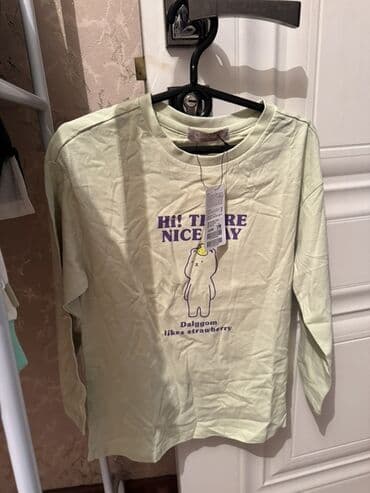 Hi! THERE
NICE DAY
Dalggom
likes strawberry